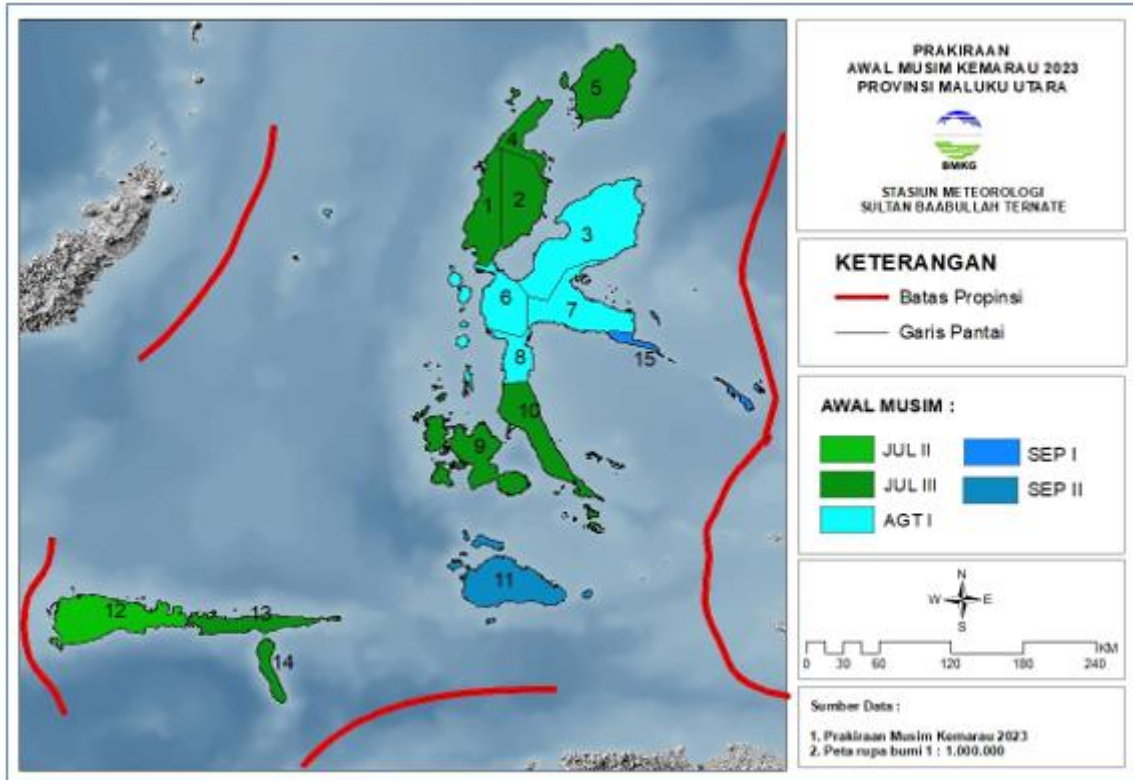 PRAKIRAAN
AWAL MUSIM KEMARAU 2023
PROVINSI MALUKU UTARA
BMKG
STASIUN METEOROLOGI
SULTAN BAABULLAH TERNATE
KETERANGAN
Batas Propinsi
Garis Pantai
AWAL MUSIM :
JUL II
SEP I
JUL III
SEP II
AGT I
N
W E
S
KM
0 30 60 120 180 240
Sumber Data :
1. Prakiraan Musim Kemarau 2023
2. Peta rupa bumi 1 : 1.000.000
5
4
1
2
3
6
7
8
15
10
9
11
12
13
14